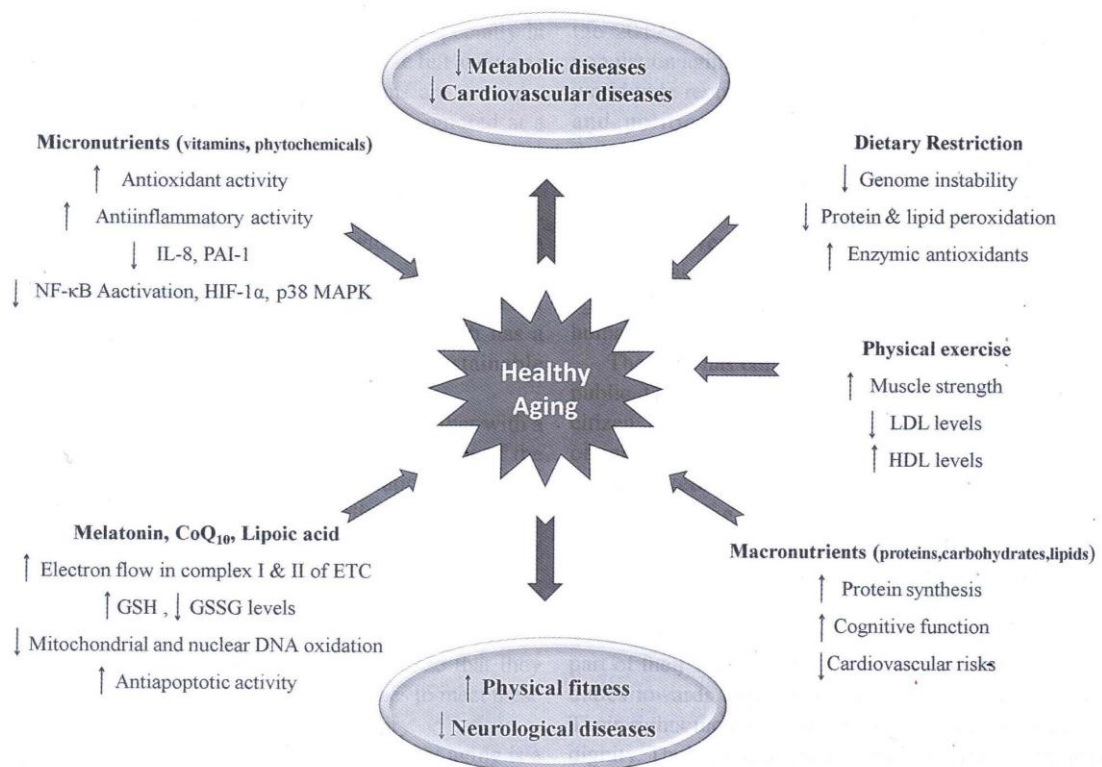 ↓ Metabolic diseases
↓ Cardiovascular diseases
Micronutrients (vitamins, phytochemicals)
↑ Antioxidant activity
↑ Antiinflammatory activity
↓ IL-8, PAI-1
↓ NF-κB Aactivation, HIF-1α, p38 MAPK
Dietary Restriction
↓ Genome instability
↓ Protein & lipid peroxidation
↑ Enzymic antioxidants
Healthy
Aging
Physical exercise
↑ Muscle strength
↓ LDL levels
↑ HDL levels
Melatonin, CoQ₁₀, Lipoic acid
↑ Electron flow in complex I & II of ETC
↑ GSH , ↓ GSSG levels
↓ Mitochondrial and nuclear DNA oxidation
↑ Antiapoptotic activity
Macronutrients (proteins,carbohydrates,lipids)
↑ Protein synthesis
↑ Cognitive function
↓ Cardiovascular risks
↑ Physical fitness
↓ Neurological diseases